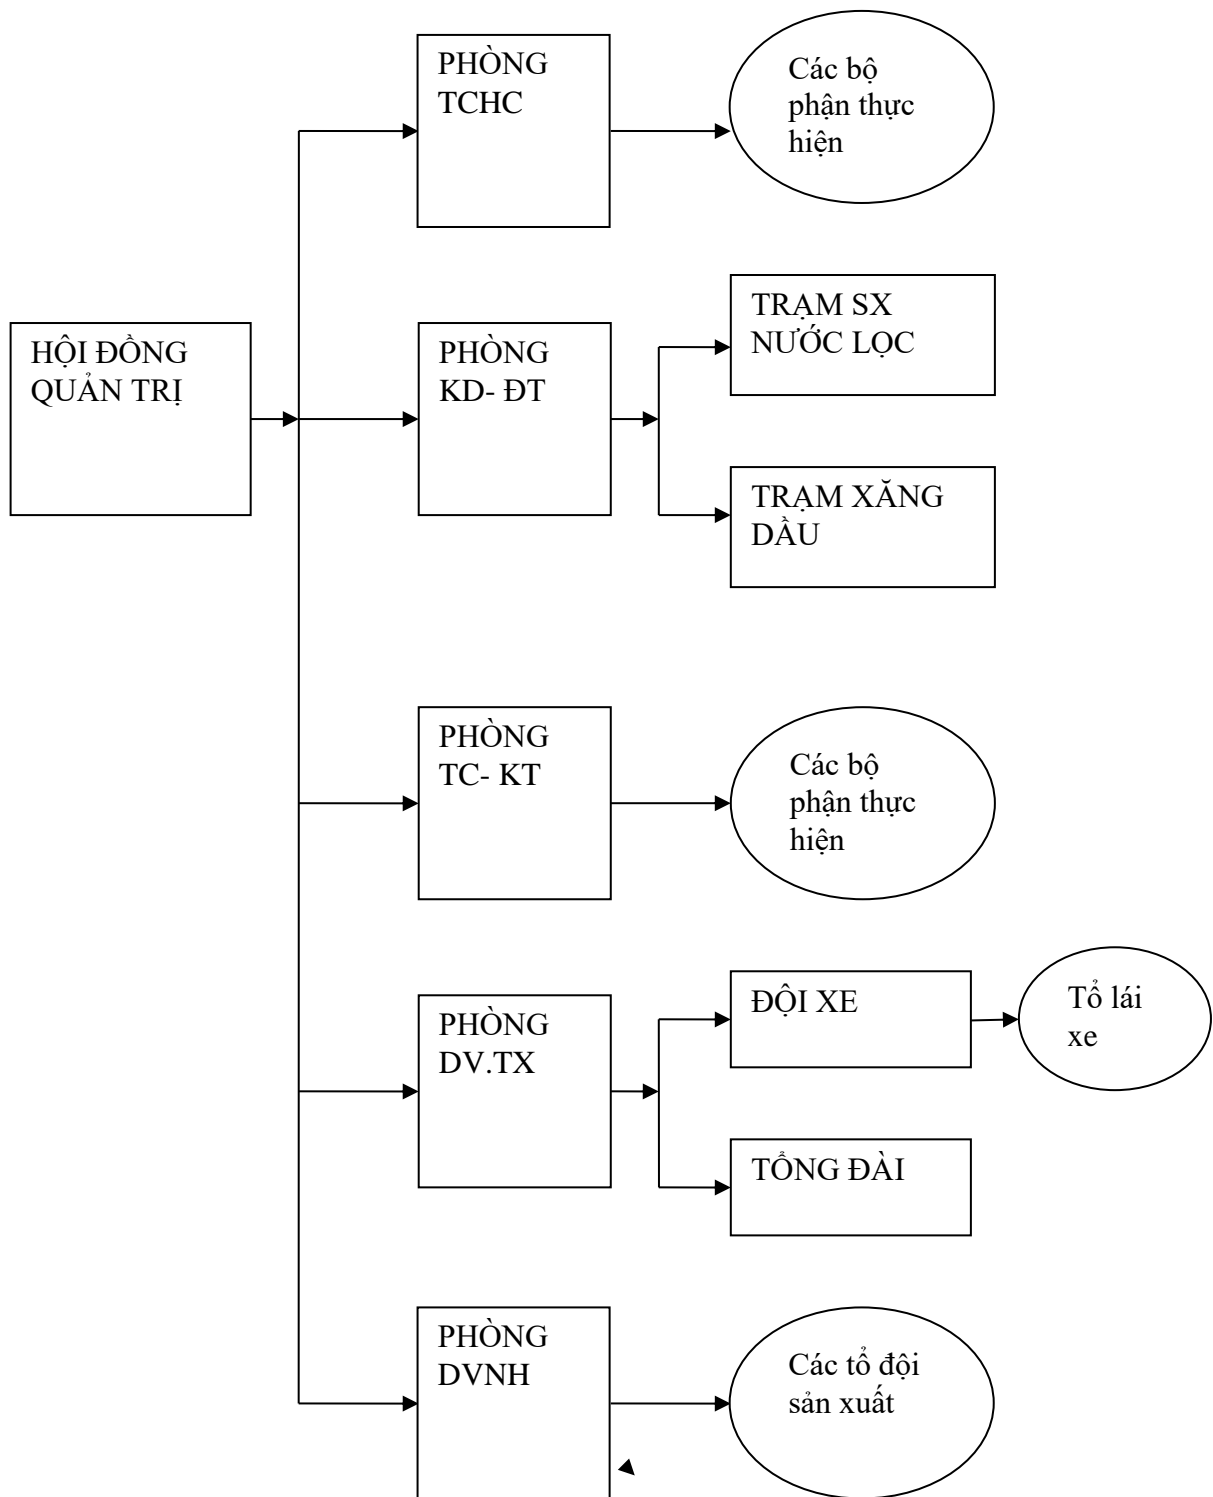 PHÒNG
TCHC
Các bộ
phận thực
hiện
HỘI ĐỒNG
QUẢN TRỊ
PHÒNG
KD- ĐT
TRẠM SX
NƯỚC LỌC
TRẠM XĂNG
DẦU
PHÒNG
TC- KT
Các bộ
phận thực
hiện
PHÒNG
DV.TX
ĐỘI XE
Tổ lái
xe
TỔNG ĐÀI
PHÒNG
DVNH
Các tổ đội
sản xuất